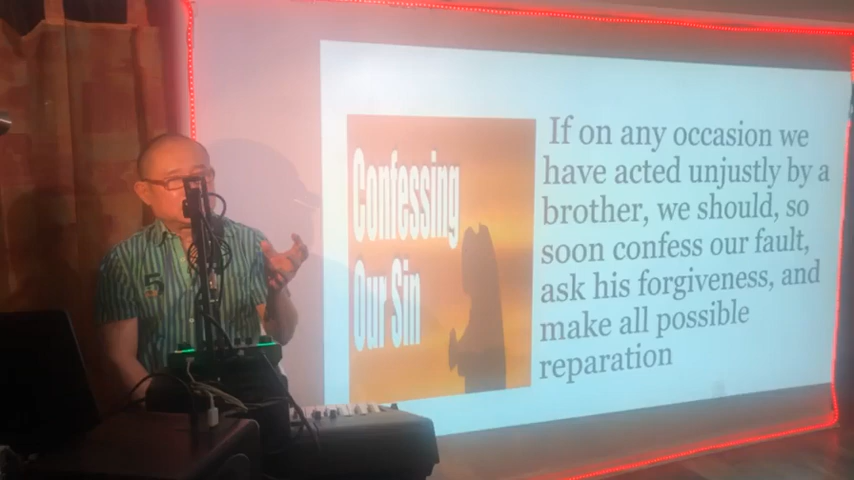 Confessing
Our Sin
If on any occasion we
have acted unjustly by a
brother, we should, so
soon confess our fault,
ask his forgiveness, and
make all possible
reparation
5